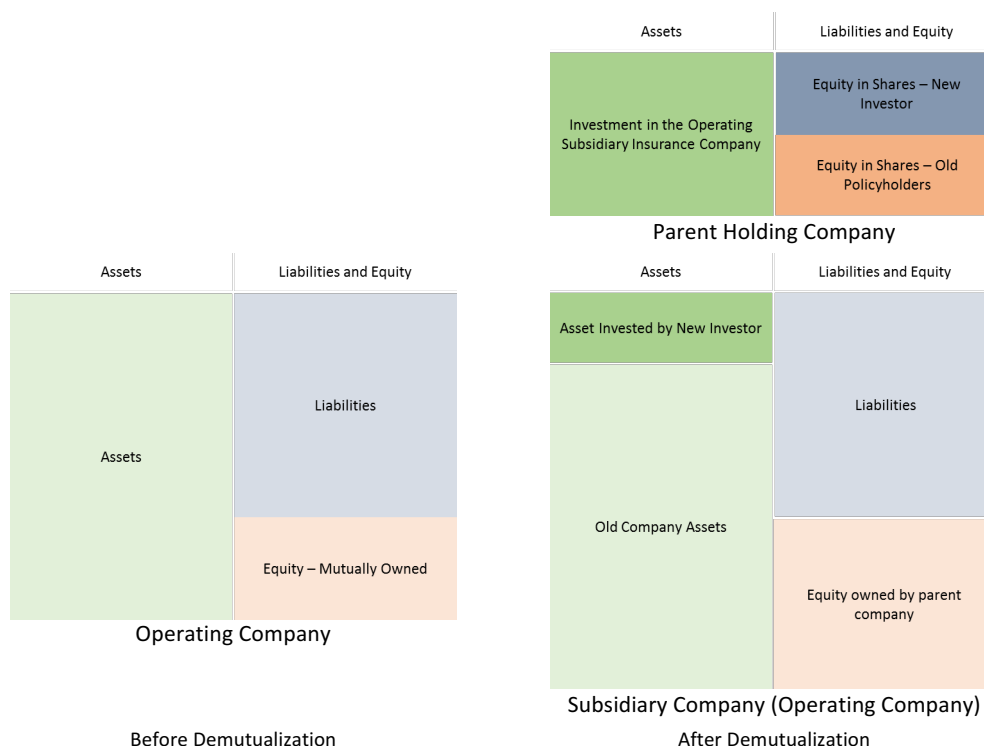 Assets
Liabilities and Equity
Investment in the Operating
Subsidiary Insurance Company
Equity in Shares – New
Investor
Equity in Shares – Old
Policyholders
Parent Holding Company
Assets
Liabilities and Equity
Assets
Liabilities
Equity – Mutually Owned
Operating Company
Assets
Liabilities and Equity
Asset Invested by New Investor
Old Company Assets
Liabilities
Equity owned by parent
company
Subsidiary Company (Operating Company)
Before Demutualization
After Demutualization